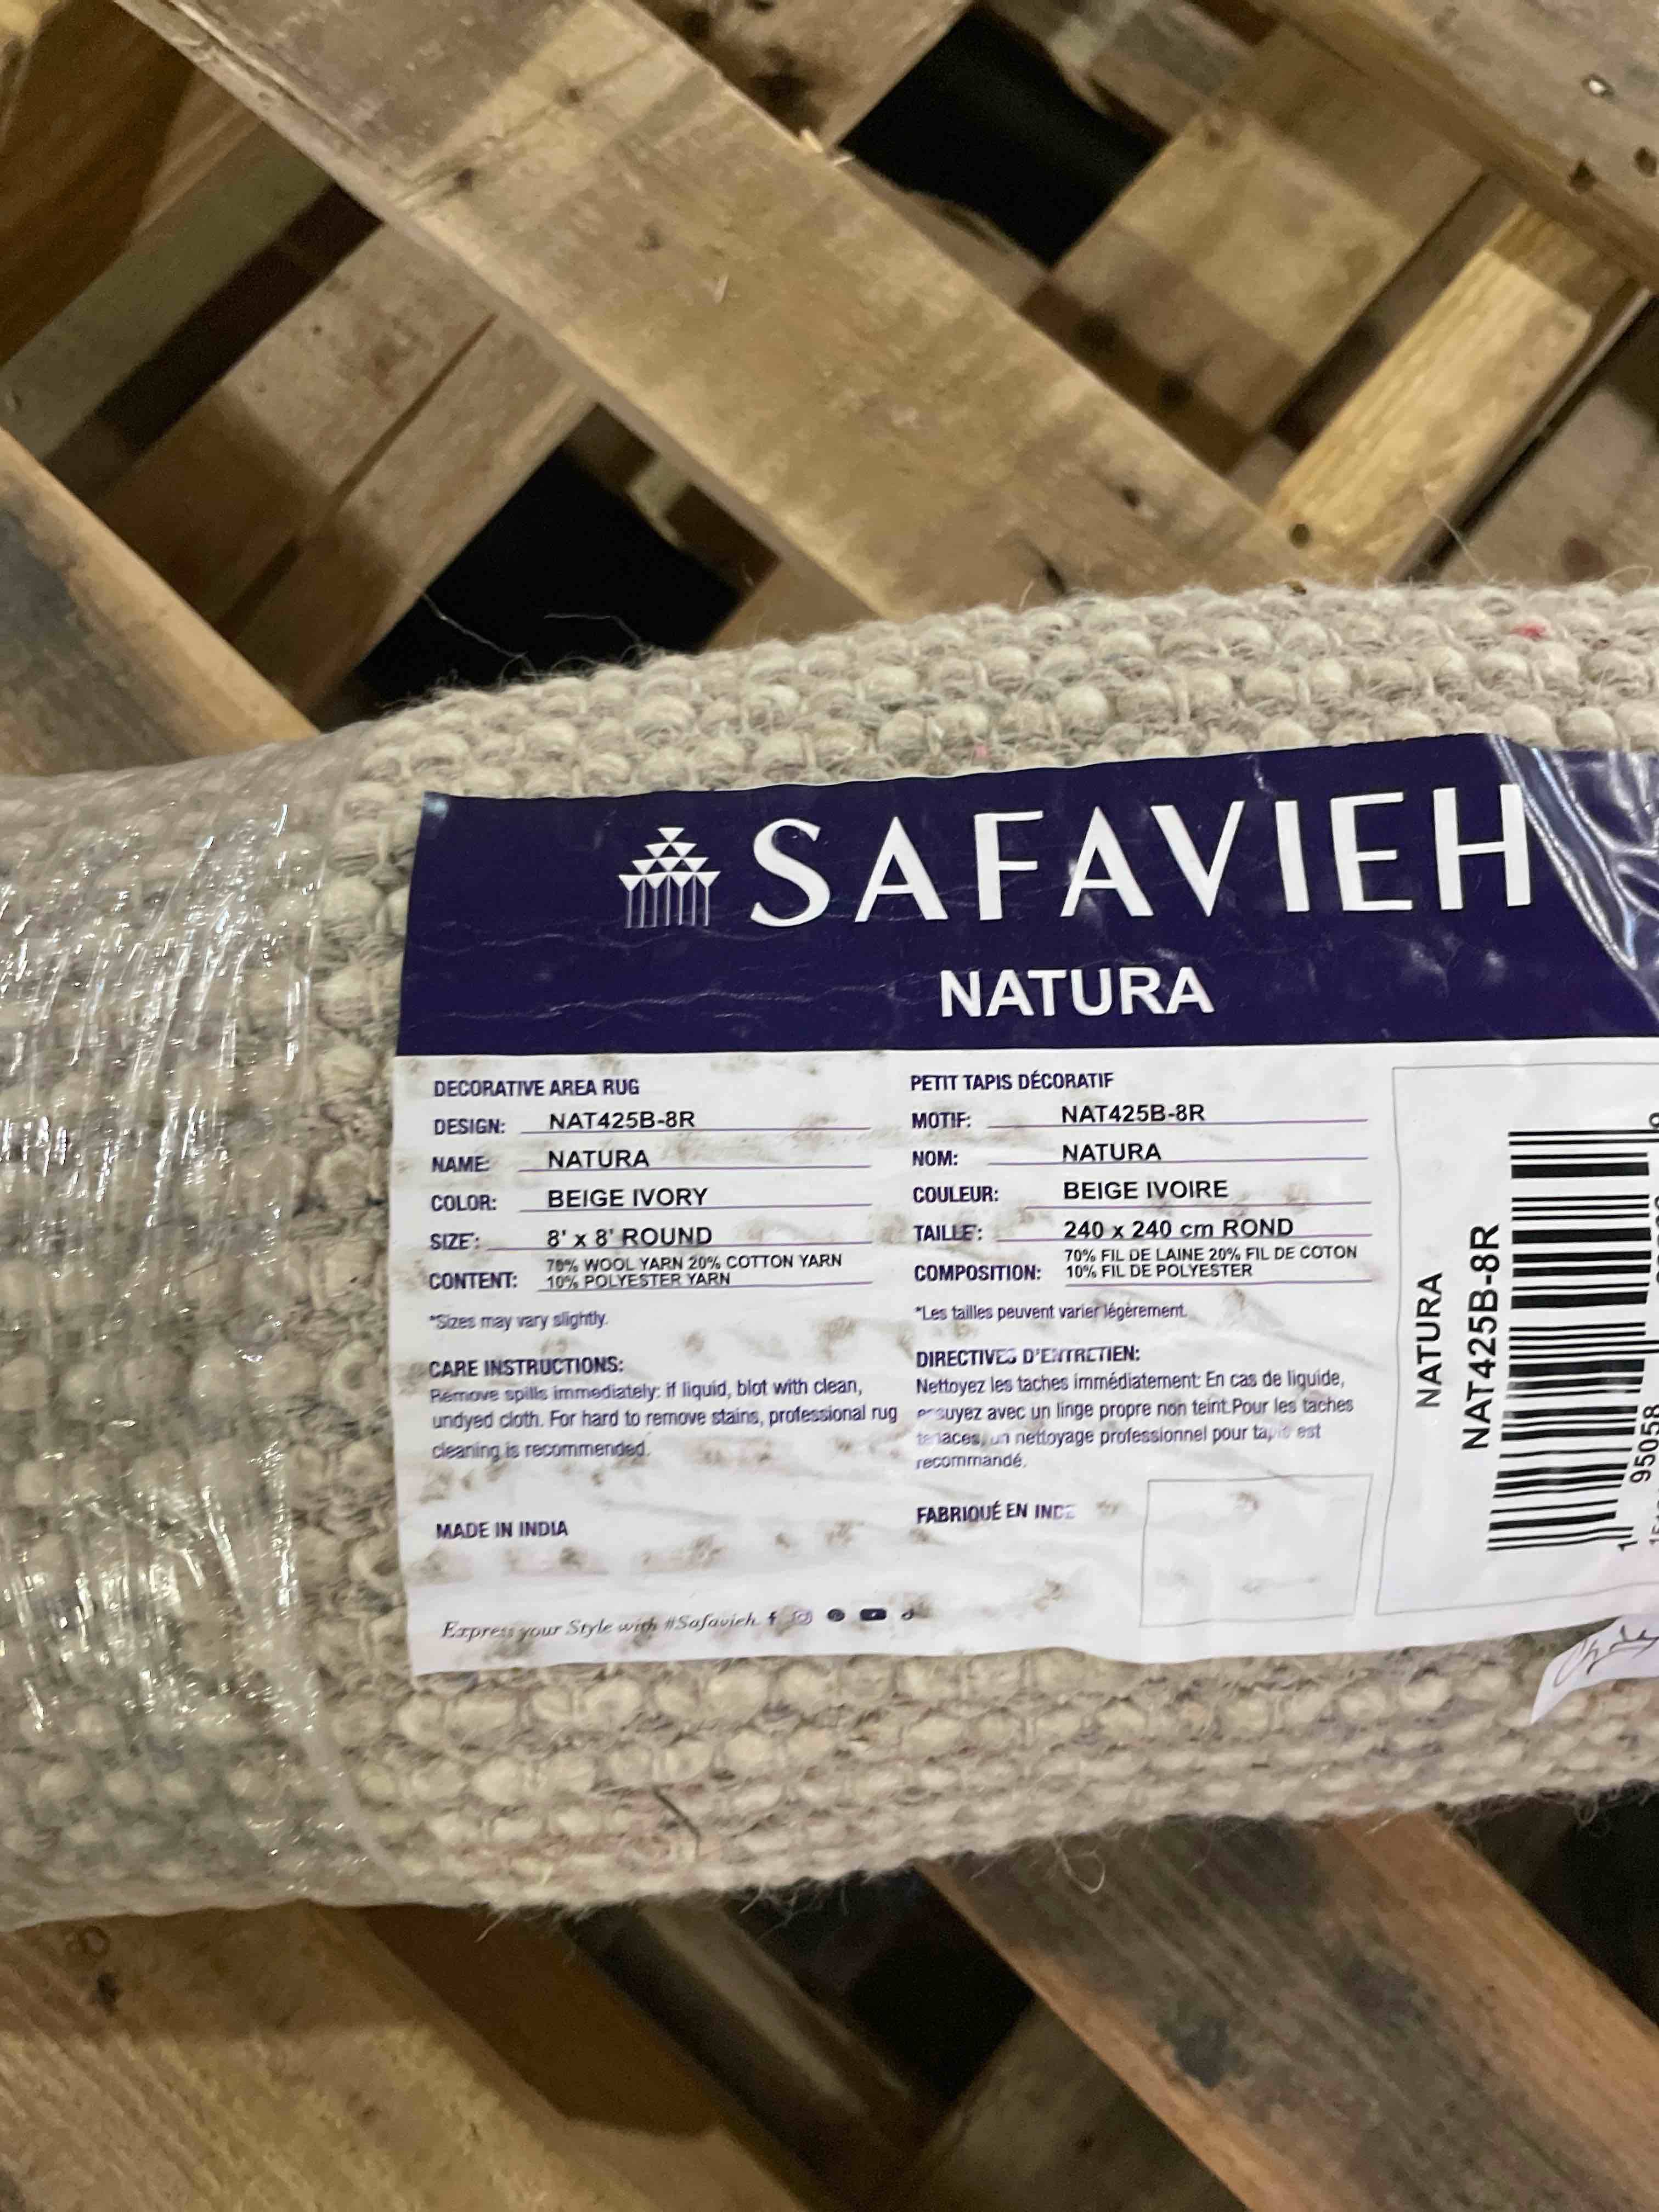 SAFAVIEH
NATURA
DECORATIVE AREA RUG
DESIGN: NAT425B-8R
NAME: NATURA
COLOR: BEIGE IVORY
SIZE*: 8' x 8' ROUND
CONTENT: 70% WOOL YARN 20% COTTON YARN
10% POLYESTER YARN
*Sizes may vary slightly.
CARE INSTRUCTIONS:
Remove spills immediately: if liquid, blot with clean,
undyed cloth. For hard to remove stains, professional rug
cleaning is recommended.
MADE IN INDIA
Express your Style with #Safavieh
PETIT TAPIS DÉCORATIF
MOTIF: NAT425B-8R
NOM: NATURA
COULEUR: BEIGE IVOIRE
TAILLE*: 240 x 240 cm ROND
COMPOSITION: 70% FIL DE LAINE 20% FIL DE COTON
10% FIL DE POLYESTER
*Les tailles peuvent varier légèrement.
DIRECTIVES D'ENTRETIEN:
Nettoyez les taches immédiatement: En cas de liquide,
essuyez avec un linge propre non teint.Pour les taches
tenaces, un nettoyage professionnel pour tapis est
recommandé.
FABRIQUÉ EN INDE
NATURA
NAT425B-8R
1 95058